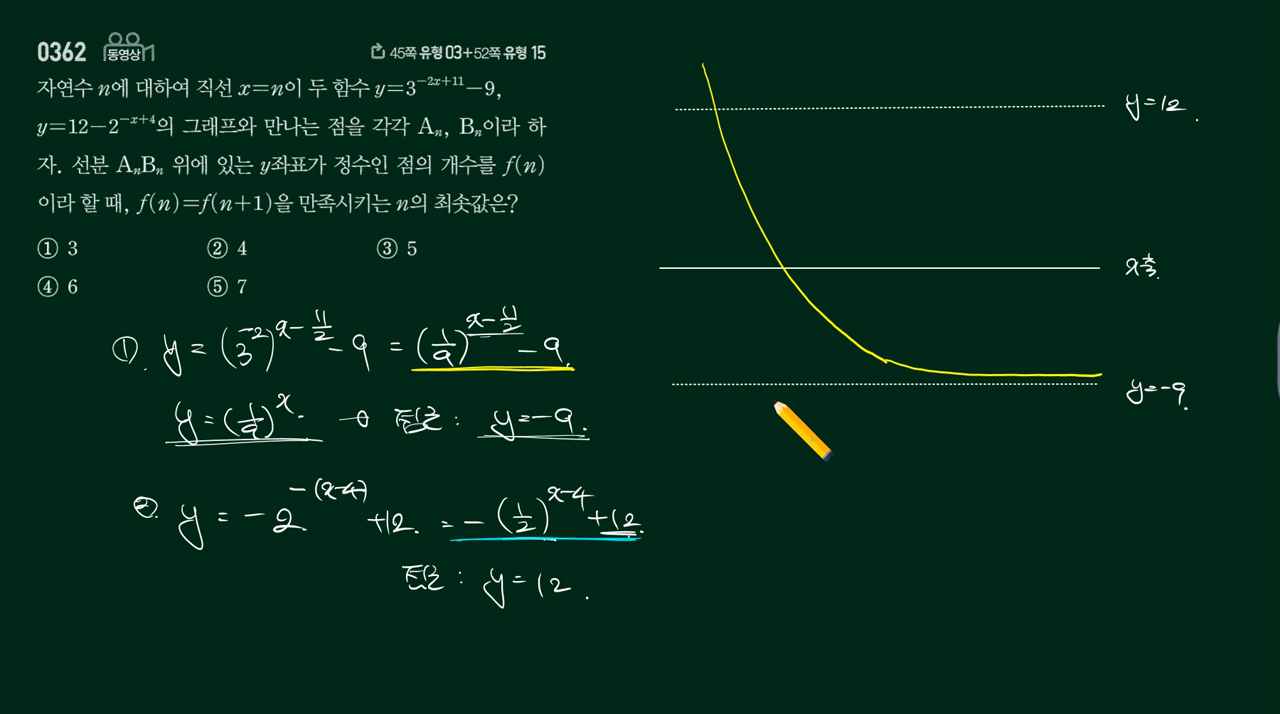 0362 동영상 45쪽 유형 03+52쪽 유형 15
자연수 n에 대하여 직선 x=n이 두 함수 y=3^{-2x+11}-9,
y=12-2^{-x+4}의 그래프와 만나는 점을 각각 Aₙ, Bₙ이라 하
자. 선분 AₙBₙ 위에 있는 y좌표가 정수인 점의 개수를 f(n)
이라 할 때, f(n)=f(n+1)을 만족시키는 n의 최솟값은?
① 3 ② 4 ③ 5
④ 6 ⑤ 7
①. y = (3^{-2})^{x-11/2} - 9 = (1/9)^{x-11/2} - 9.
y = (1/9)^x. → 점근선 : y=-9.
②. y = -2^{-(x-4)} +12. = -(1/2)^{x-4} +12.
점근선 : y = 12.
y = 12.
x축.
y=-9.